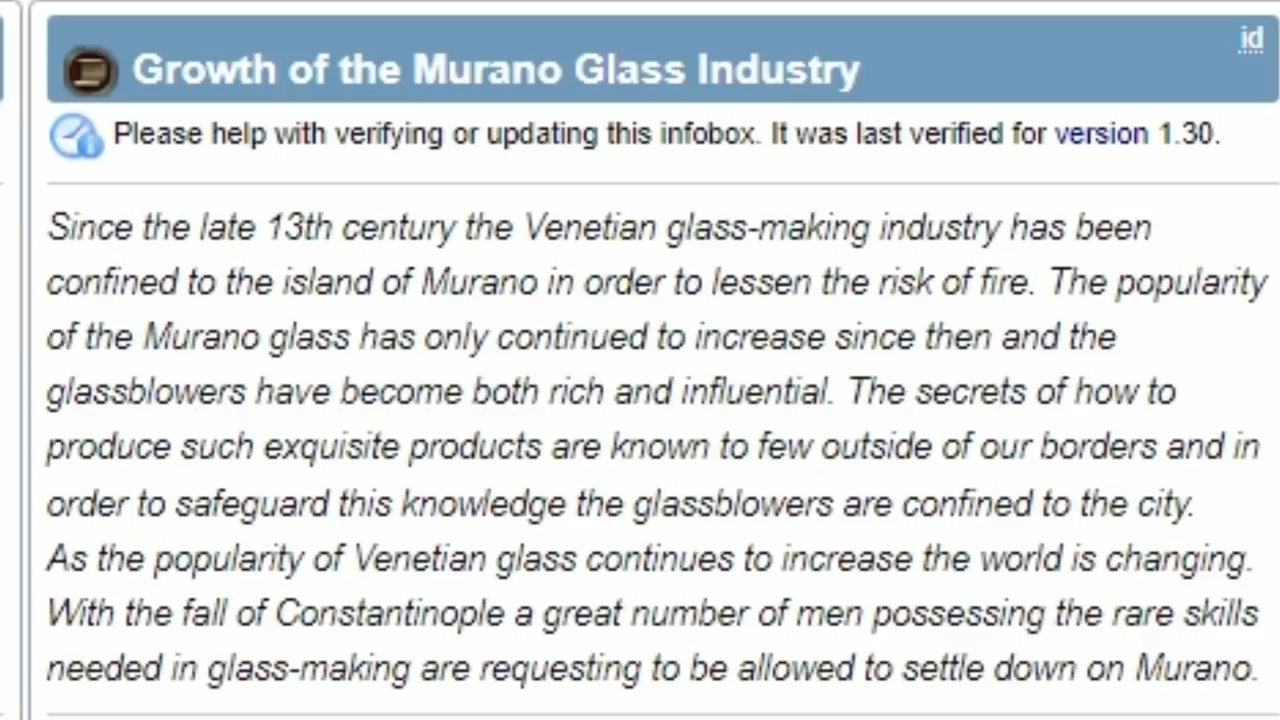 id
Growth of the Murano Glass Industry
Please help with verifying or updating this infobox. It was last verified for version 1.30.
Since the late 13th century the Venetian glass-making industry has been
confined to the island of Murano in order to lessen the risk of fire. The popularity
of the Murano glass has only continued to increase since then and the
glassblowers have become both rich and influential. The secrets of how to
produce such exquisite products are known to few outside of our borders and in
order to safeguard this knowledge the glassblowers are confined to the city.
As the popularity of Venetian glass continues to increase the world is changing.
With the fall of Constantinople a great number of men possessing the rare skills
needed in glass-making are requesting to be allowed to settle down on Murano.